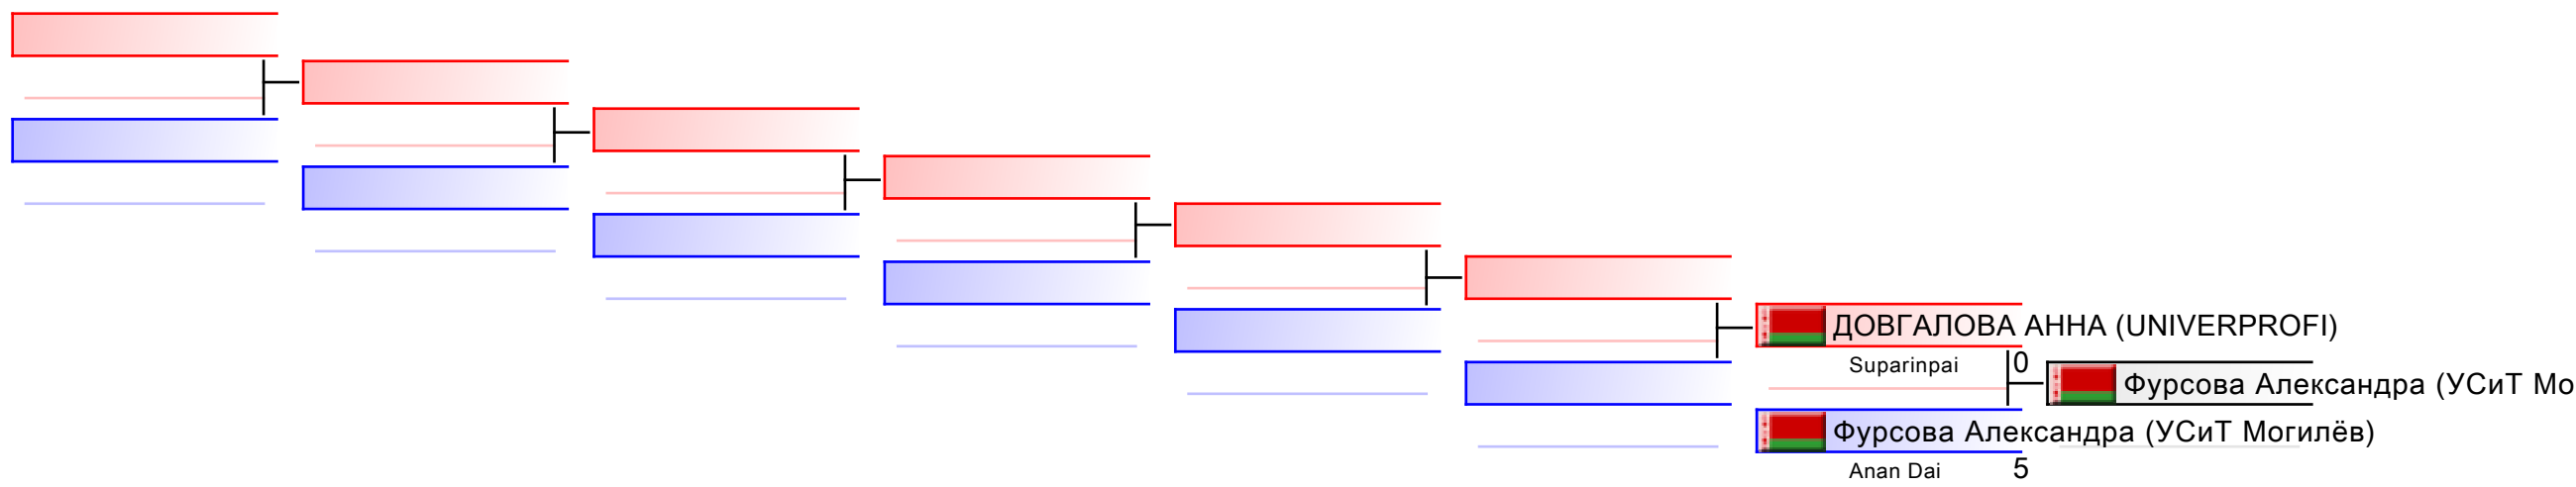 ДОВГАЛОВА АННА (UNIVERPROFI)
Suparinpai
0
Фурсова Александра (УСиТ Мо
Фурсова Александра (УСиТ Могилёв)
Anan Dai
5